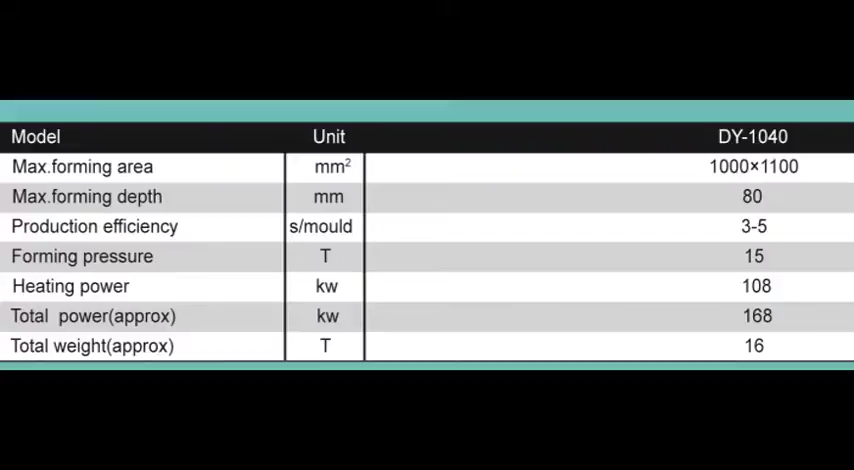 Model Unit DY-1040
Max.forming area mm² 1000×1100
Max.forming depth mm 80
Production efficiency s/mould 3-5
Forming pressure T 15
Heating power kw 108
Total power(approx) kw 168
Total weight(approx) T 16